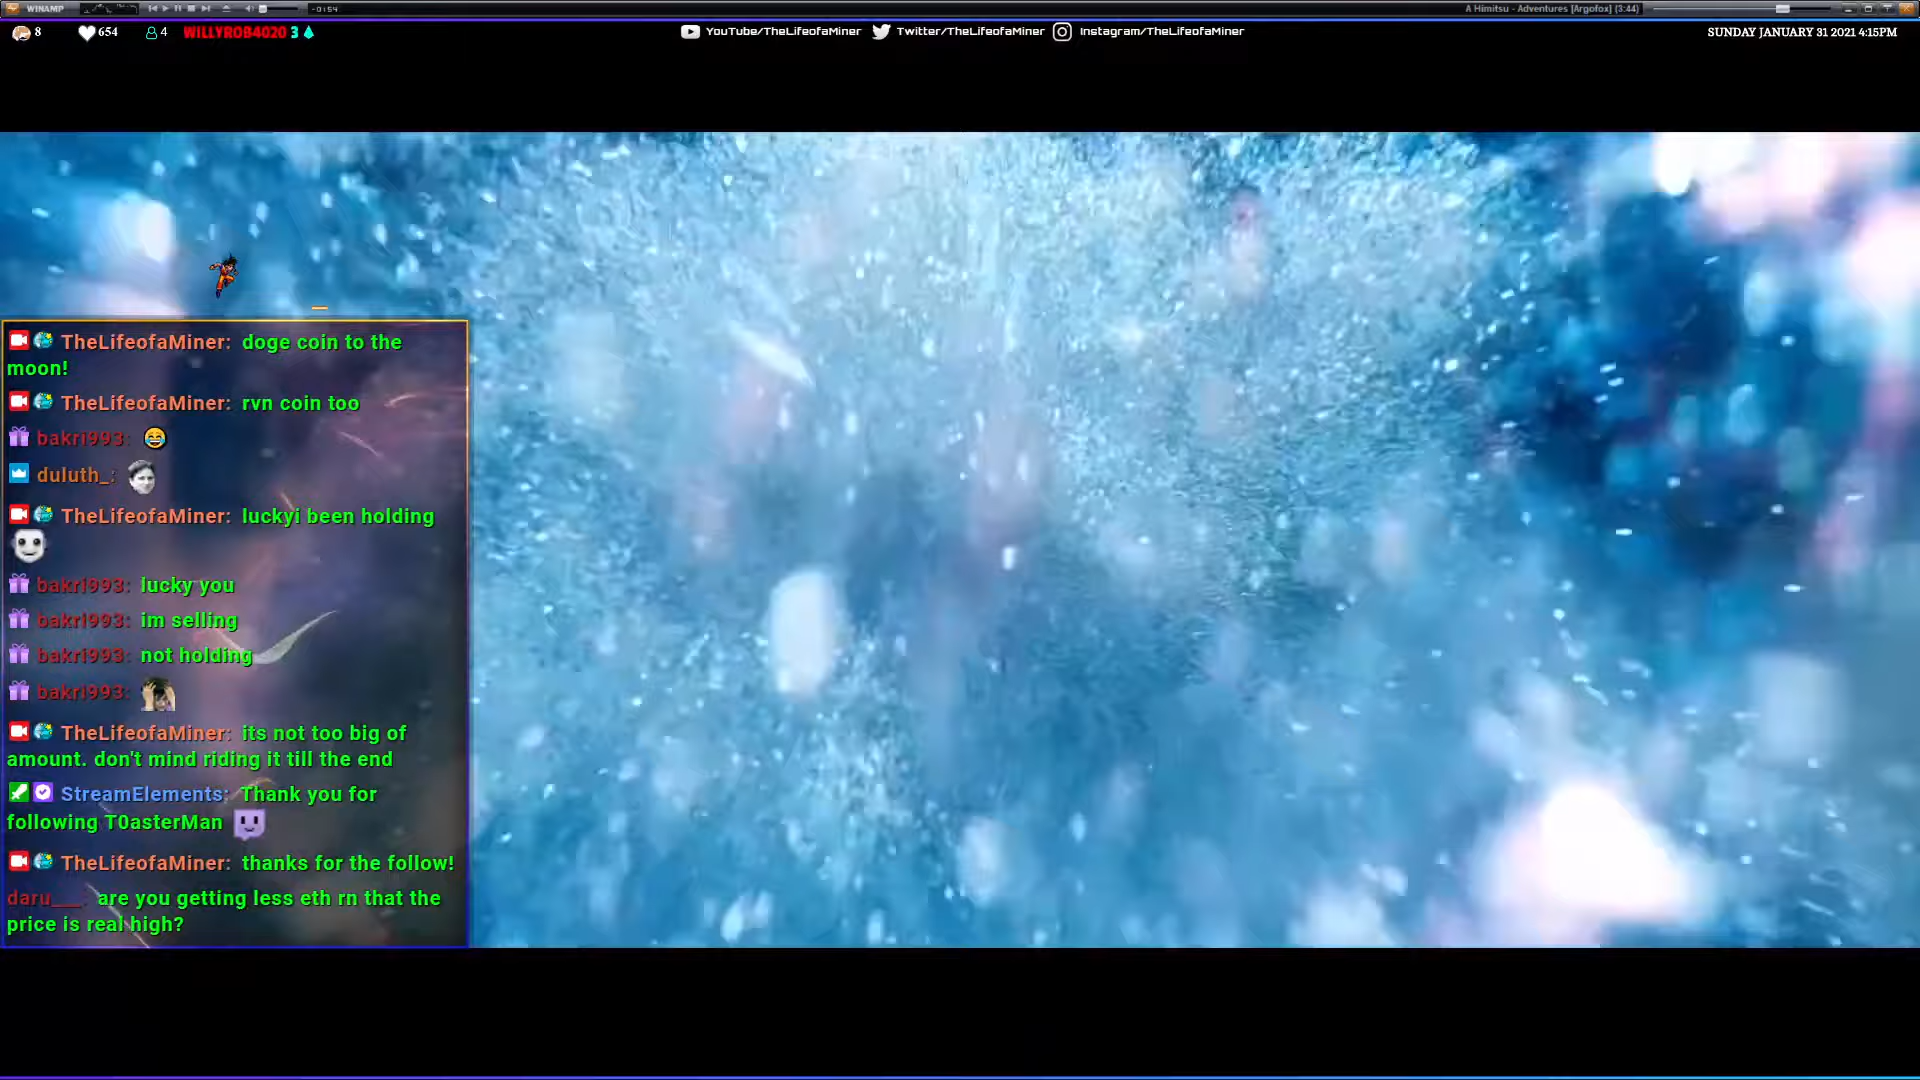 WINAMP
-01:54
A Himitsu - Adventures [Argofox] (3:44)
8 654 4 WILLYROB4020 3
YouTube/TheLifeofaMiner Twitter/TheLifeofaMiner Instagram/TheLifeofaMiner
SUNDAY JANUARY 31 2021 4:15PM
TheLifeofaMiner: doge coin to the
moon!
TheLifeofaMiner: rvn coin too
bakri993: 😂
duluth_:
TheLifeofaMiner: luckyi been holding
bakri993: lucky you
bakri993: im selling
bakri993: not holding
bakri993:
TheLifeofaMiner: its not too big of
amount. don't mind riding it till the end
StreamElements: Thank you for
following T0asterMan
TheLifeofaMiner: thanks for the follow!
daru___: are you getting less eth rn that the
price is real high?